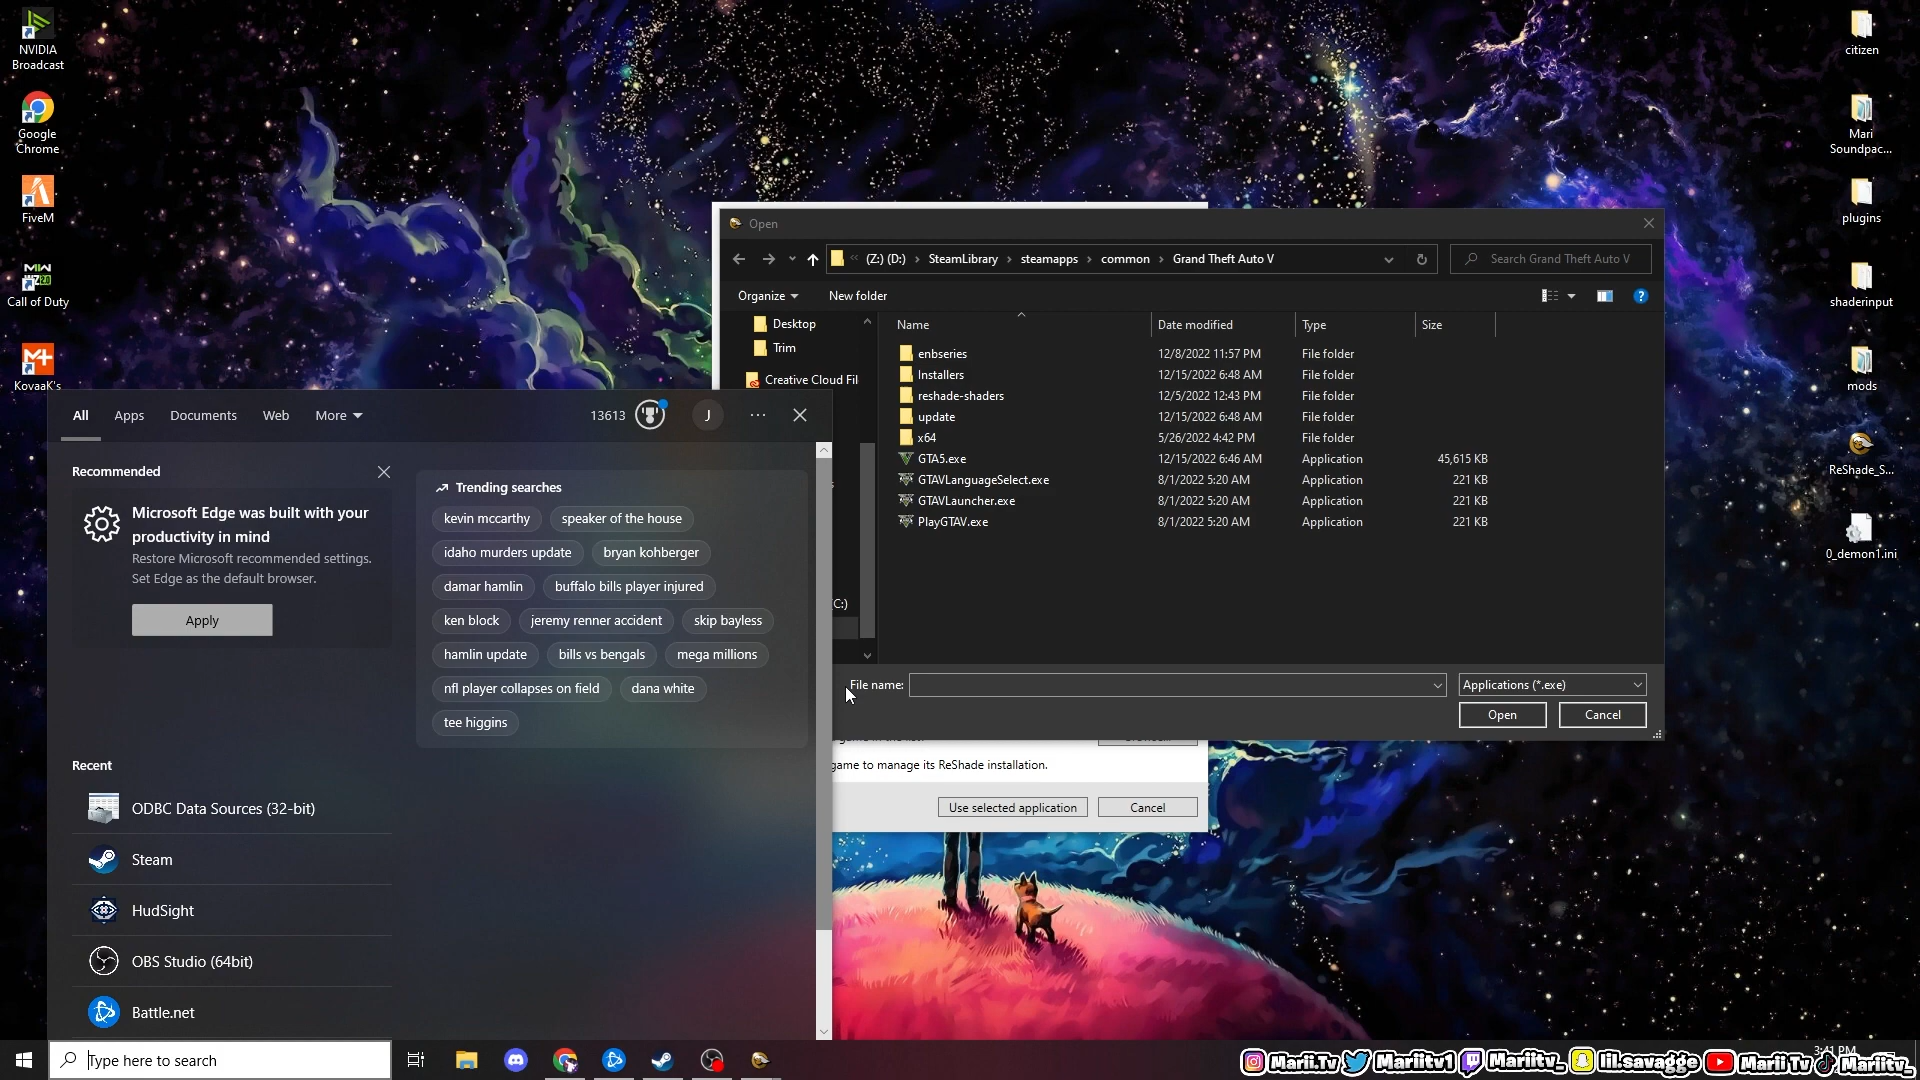 NVIDIA
Broadcast
Google
Chrome
FiveM
Call of Duty
KovaaK's
citizen
Mari
Soundpac...
plugins
shaderinput
mods
ReShade_S...
0_demon1.ini
Open
(Z:) (D:) › SteamLibrary › steamapps › common › Grand Theft Auto V
Search Grand Theft Auto V
Organize
New folder
Desktop
Trim
Creative Cloud Fil
(C:)
Name Date modified Type Size
enbseries 12/8/2022 11:57 PM File folder
Installers 12/15/2022 6:48 AM File folder
reshade-shaders 12/5/2022 12:43 PM File folder
update 12/15/2022 6:48 AM File folder
x64 5/26/2022 4:42 PM File folder
GTA5.exe 12/15/2022 6:46 AM Application 45,615 KB
GTAVLanguageSelect.exe 8/1/2022 5:20 AM Application 221 KB
GTAVLauncher.exe 8/1/2022 5:20 AM Application 221 KB
PlayGTAV.exe 8/1/2022 5:20 AM Application 221 KB
File name:
Applications (*.exe)
Open
Cancel
game to manage its ReShade installation.
Use selected application
Cancel
All Apps Documents Web More
13613
J
Recommended
Microsoft Edge was built with your
productivity in mind
Restore Microsoft recommended settings.
Set Edge as the default browser.
Apply
Trending searches
kevin mccarthy
speaker of the house
idaho murders update
bryan kohberger
damar hamlin
buffalo bills player injured
ken block
jeremy renner accident
skip bayless
hamlin update
bills vs bengals
mega millions
nfl player collapses on field
dana white
tee higgins
Recent
ODBC Data Sources (32-bit)
Steam
HudSight
OBS Studio (64bit)
Battle.net
Type here to search
Marii.Tv
Mariitv1
Mariitv_
lil.savagge
Marii Tv
Mariitv_
3:41 PM